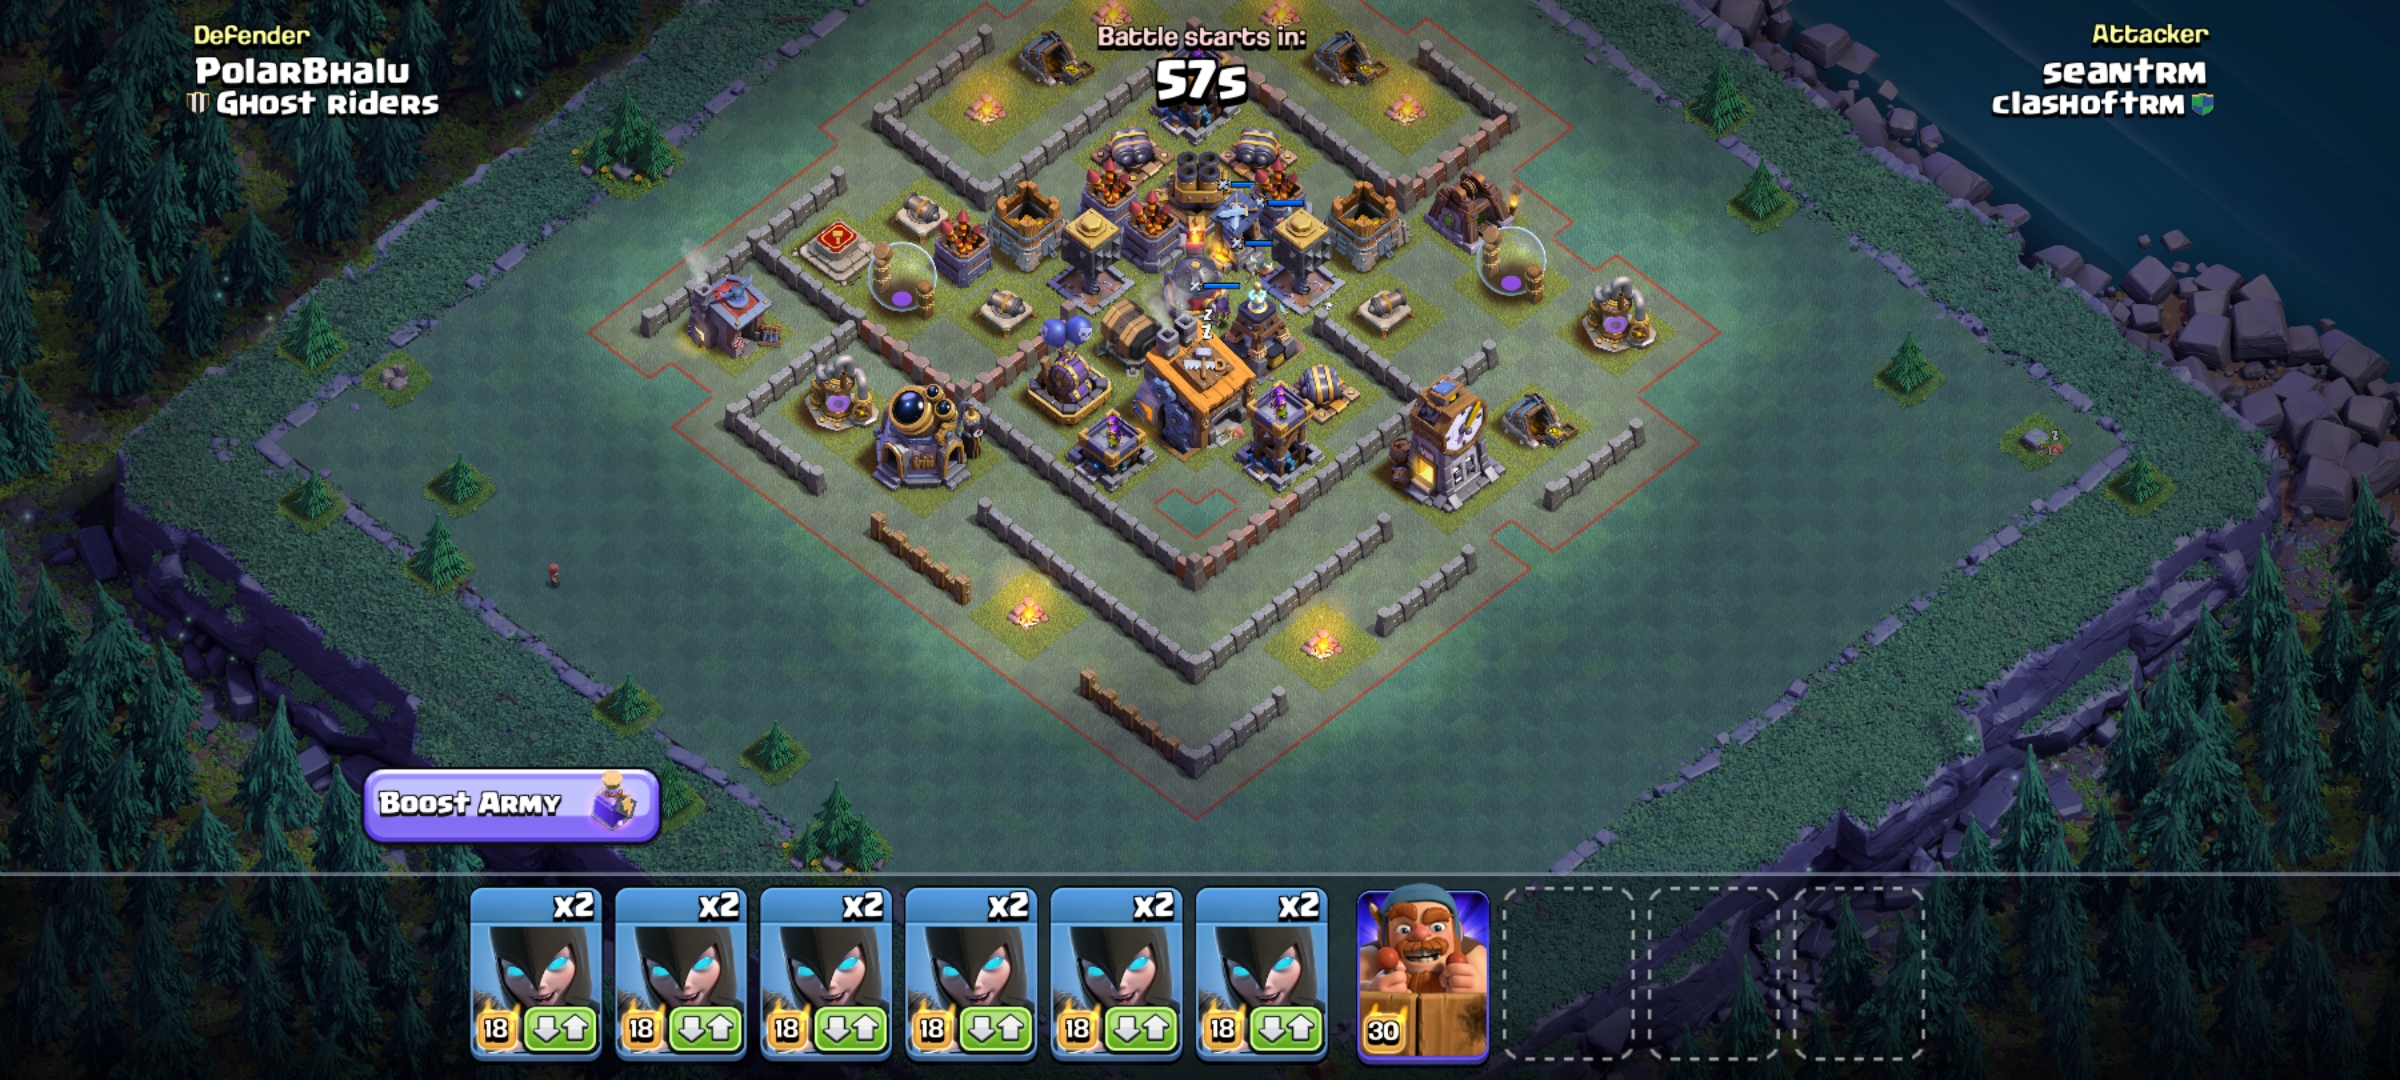 Defender
PolarBhalu
Ghost riders
Battle starts in:
57s
Attacker
seantRM
clashoftRM
Boost Army
x2
x2
x2
x2
x2
x2
18
18
18
18
18
18
30